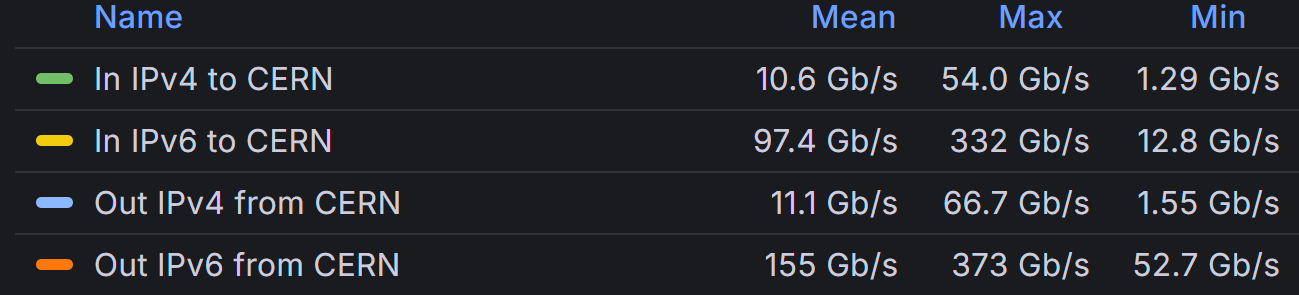 Name Mean Max Min
In IPv4 to CERN 10.6 Gb/s 54.0 Gb/s 1.29 Gb/s
In IPv6 to CERN 97.4 Gb/s 332 Gb/s 12.8 Gb/s
Out IPv4 from CERN 11.1 Gb/s 66.7 Gb/s 1.55 Gb/s
Out IPv6 from CERN 155 Gb/s 373 Gb/s 52.7 Gb/s